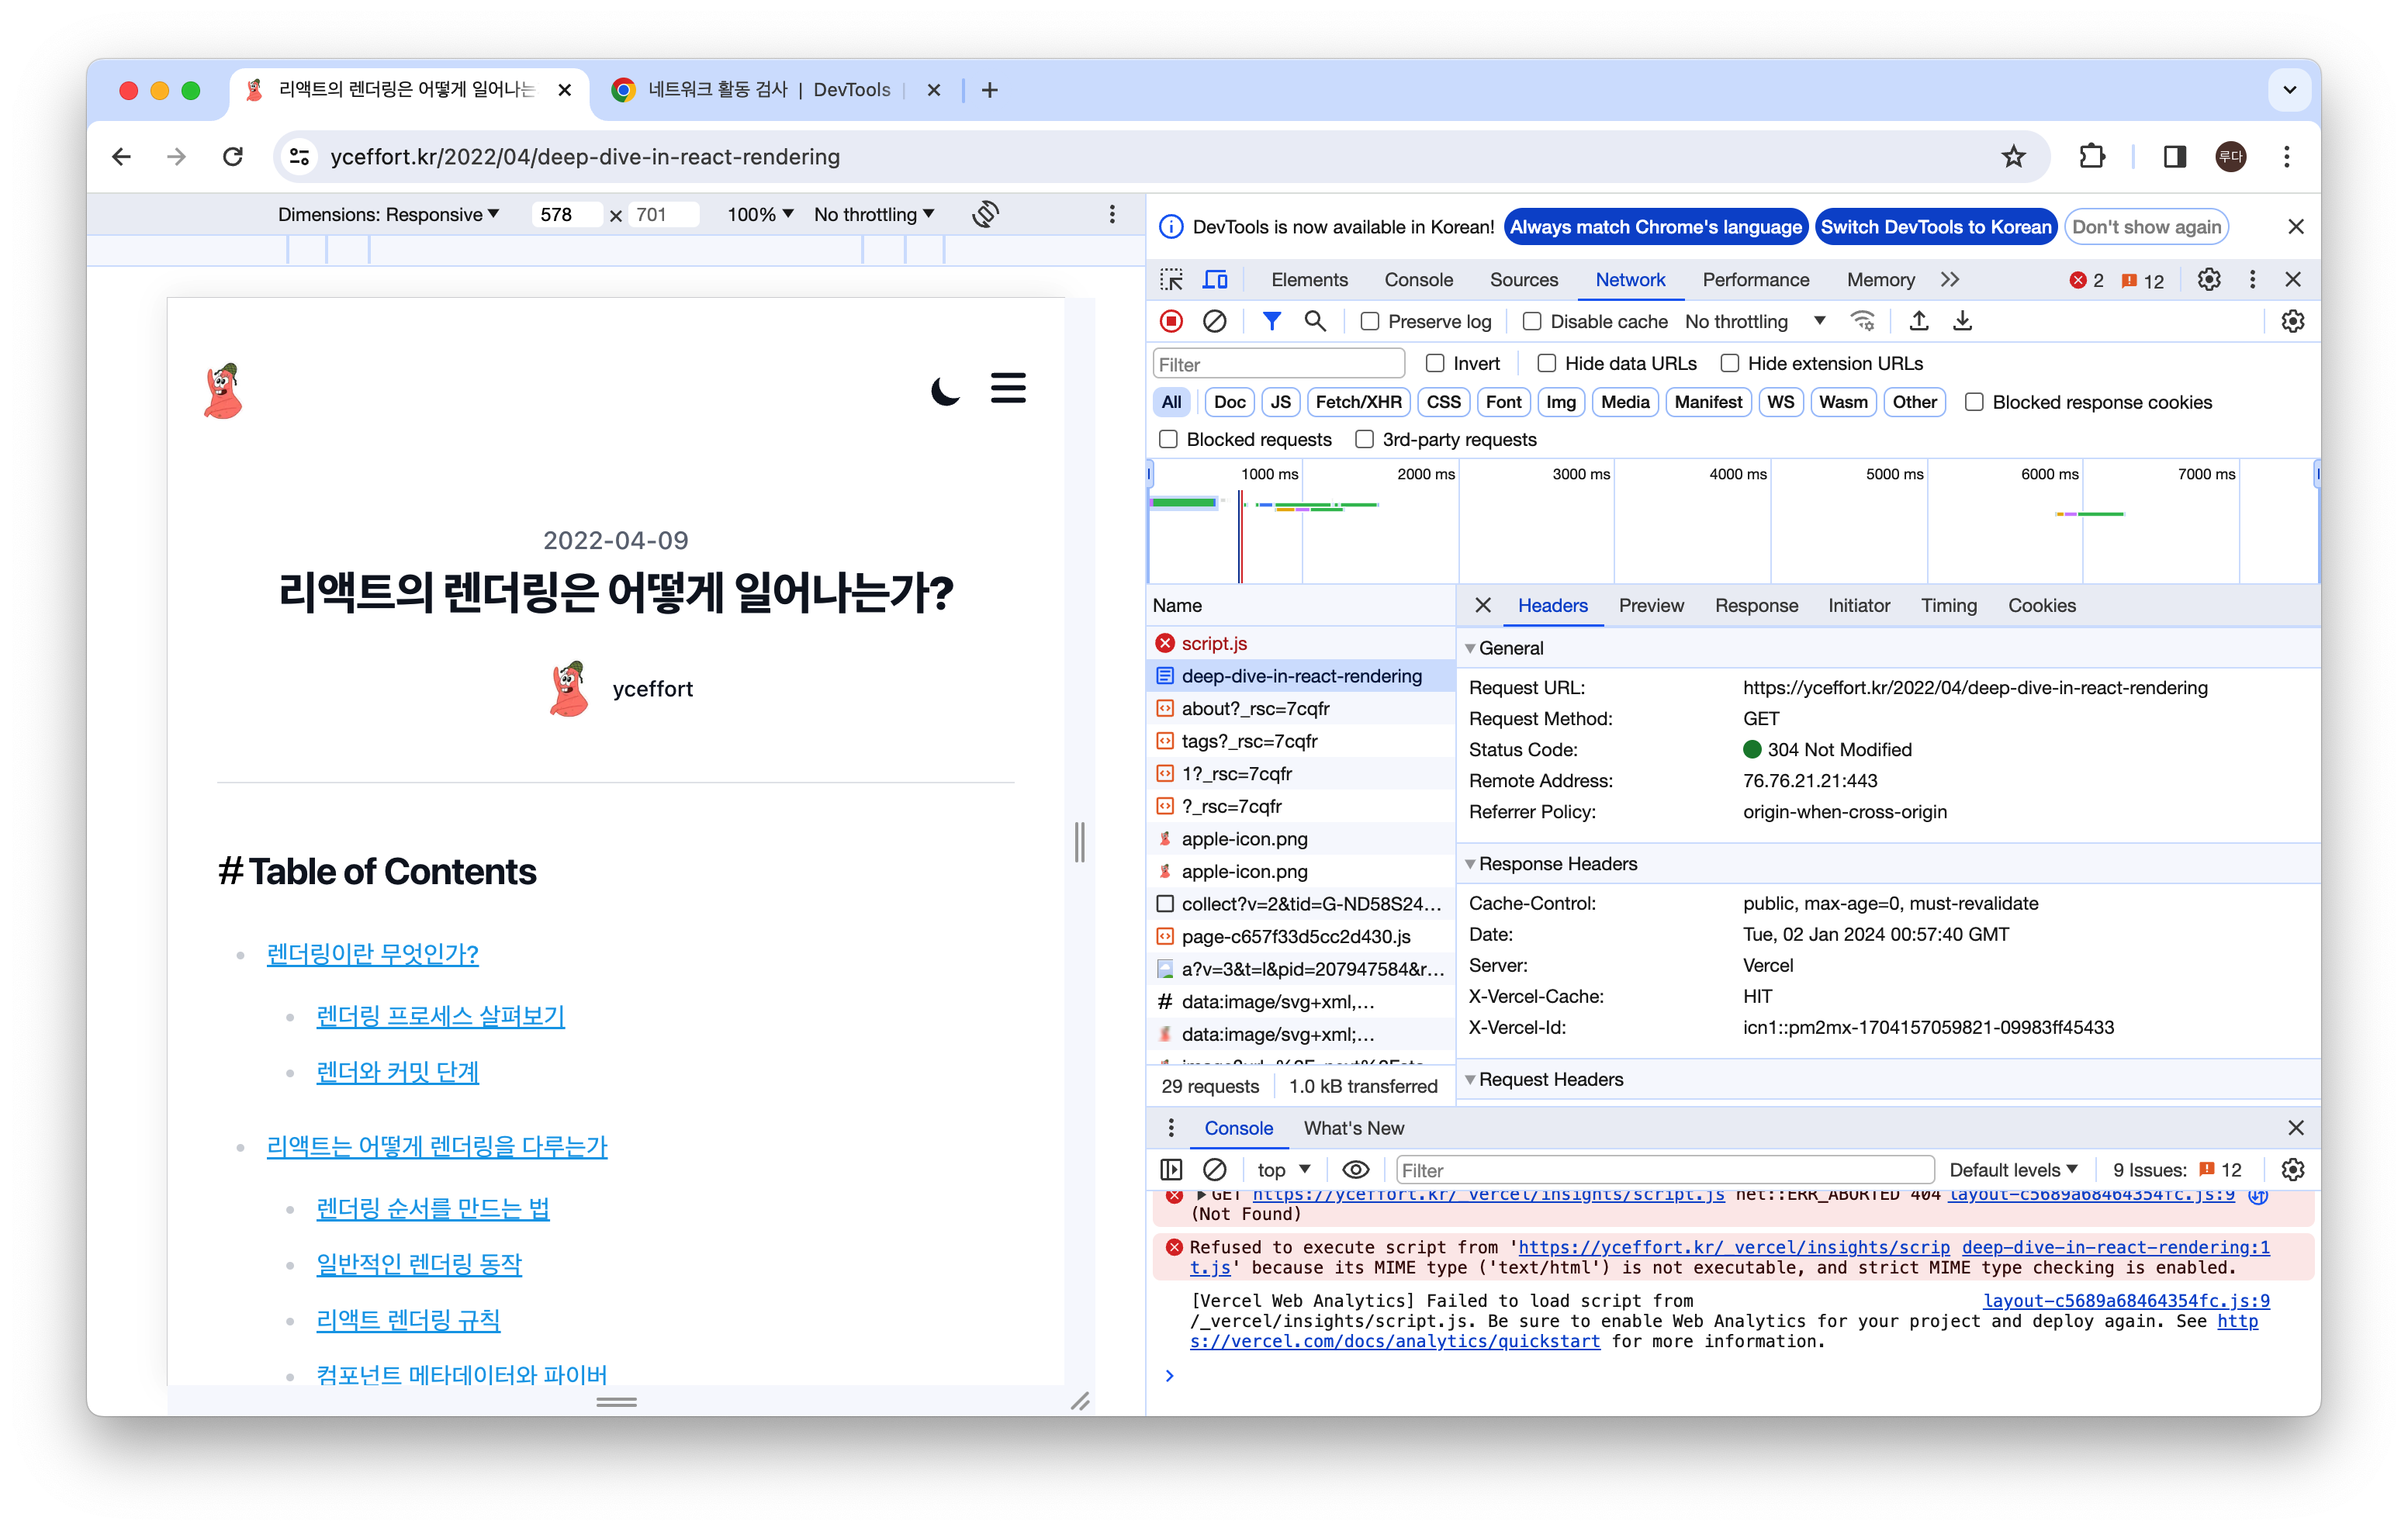 리액트의 렌더링은 어떻게 일어나는
네트워크 활동 검사 | DevTools |
yceffort.kr/2022/04/deep-dive-in-react-rendering
루다
Dimensions: Responsive 578 × 701 100% No throttling
2022-04-09
리액트의 렌더링은 어떻게 일어나는가?
yceffort
#Table of Contents
렌더링이란 무엇인가?
렌더링 프로세스 살펴보기
렌더와 커밋 단계
리액트는 어떻게 렌더링을 다루는가
렌더링 순서를 만드는 법
일반적인 렌더링 동작
리액트 렌더링 규칙
컴포넌트 메타데이터와 파이버
DevTools is now available in Korean! Always match Chrome's language Switch DevTools to Korean Don't show again
Elements Console Sources Network Performance Memory 2 12
Preserve log Disable cache No throttling
Filter Invert Hide data URLs Hide extension URLs
All Doc JS Fetch/XHR CSS Font Img Media Manifest WS Wasm Other Blocked response cookies
Blocked requests 3rd-party requests
1000 ms 2000 ms 3000 ms 4000 ms 5000 ms 6000 ms 7000 ms
Name
script.js
deep-dive-in-react-rendering
about?_rsc=7cqfr
tags?_rsc=7cqfr
1?_rsc=7cqfr
?_rsc=7cqfr
apple-icon.png
apple-icon.png
collect?v=2&tid=G-ND58S24...
page-c657f33d5cc2d430.js
a?v=3&t=l&pid=207947584&r...
# data:image/svg+xml,...
data:image/svg+xml;...
29 requests 1.0 kB transferred
Headers Preview Response Initiator Timing Cookies
General
Request URL: https://yceffort.kr/2022/04/deep-dive-in-react-rendering
Request Method: GET
Status Code: 304 Not Modified
Remote Address: 76.76.21.21:443
Referrer Policy: origin-when-cross-origin
Response Headers
Cache-Control: public, max-age=0, must-revalidate
Date: Tue, 02 Jan 2024 00:57:40 GMT
Server: Vercel
X-Vercel-Cache: HIT
X-Vercel-Id: icn1::pm2mx-1704157059821-09983ff45433
Request Headers
Console What's New
top Filter Default levels 9 Issues: 12
GET https://yceffort.kr/_vercel/insights/script.js net::ERR_ABORTED 404 layout-c5689a68464354fc.js:9
(Not Found)
Refused to execute script from 'https://yceffort.kr/_vercel/insights/scrip deep-dive-in-react-rendering:1
t.js' because its MIME type ('text/html') is not executable, and strict MIME type checking is enabled.
[Vercel Web Analytics] Failed to load script from layout-c5689a68464354fc.js:9
/_vercel/insights/script.js. Be sure to enable Web Analytics for your project and deploy again. See http
s://vercel.com/docs/analytics/quickstart for more information.